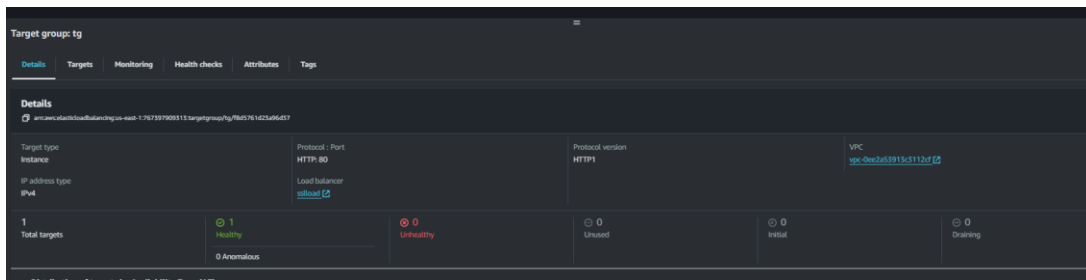 Target group: tg
Details Targets Monitoring Health checks Attributes Tags
Details
arn:aws:elasticloadbalancing:us-east-1:767397909313:targetgroup/tg/f8d5761d23a96d37
Target type Protocol : Port Protocol version VPC
Instance HTTP: 80 HTTP1 vpc-0ee2a53913c3112cf
IP address type Load balancer
IPv4 sslload
1 1 0 0 0 0
Total targets Healthy Unhealthy Unused Initial Draining
0 Anomalous